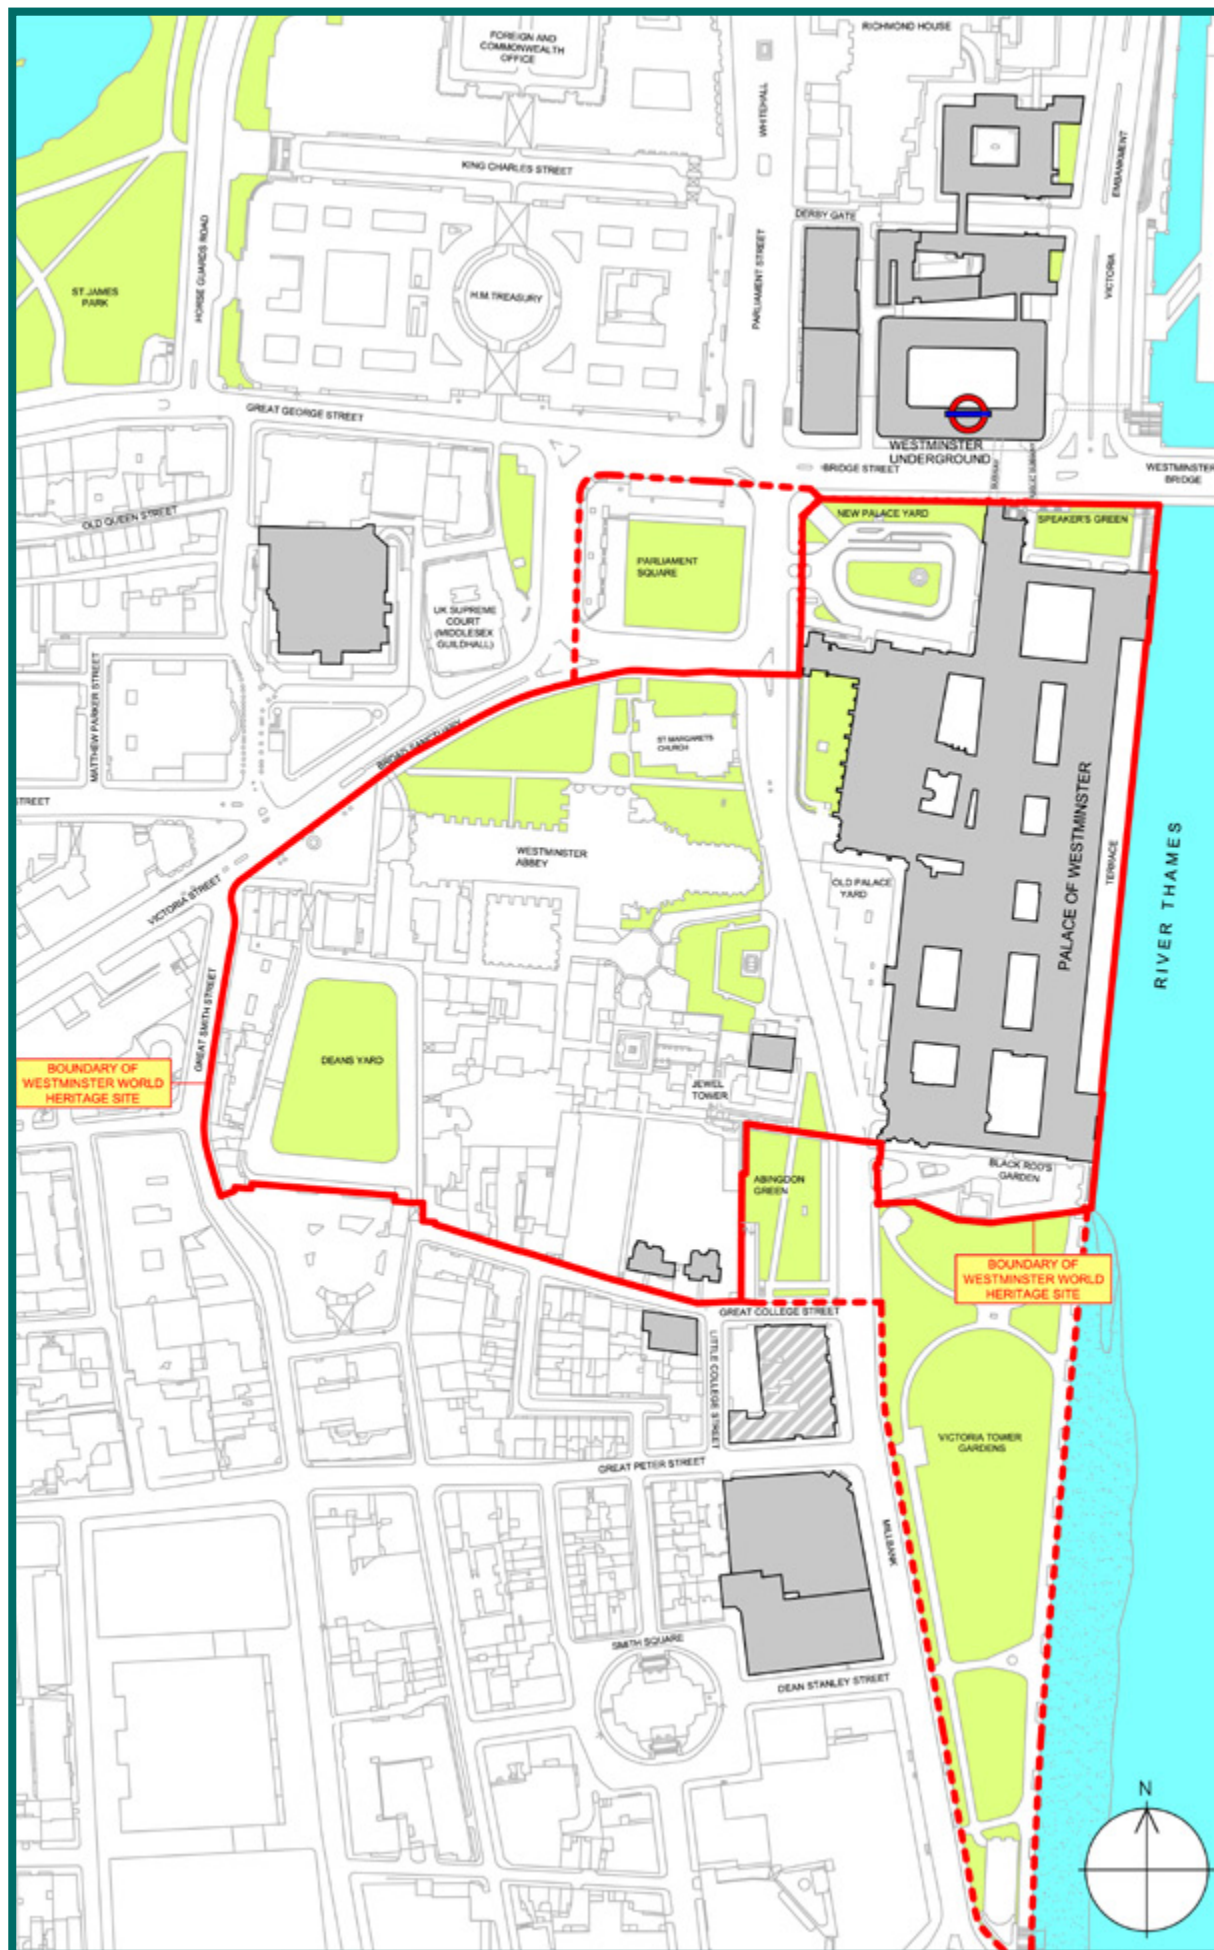 FOREIGN AND
COMMONWEALTH
OFFICE
RICHMOND HOUSE
WHITEHALL
KING CHARLES STREET
EMBANKMENT
DERBY GATE
HORSE GUARDS ROAD
PARLIAMENT STREET
VICTORIA
ST.JAMES
PARK
H.M.TREASURY
GREAT GEORGE STREET
WESTMINSTER
UNDERGROUND
BRIDGE STREET
SUBWAY
PUBLIC SUBWAY
WESTMINSTER
BRIDGE
OLD QUEEN STREET
NEW PALACE YARD
SPEAKER'S GREEN
PARLIAMENT
SQUARE
UK SUPREME
COURT
(MIDDLESEX
GUILDHALL)
MATTHEW PARKER STREET
BROAD SANCTUARY
ST MARGARETS
CHURCH
STREET
PALACE OF WESTMINSTER
TERRACE
RIVER THAMES
WESTMINSTER
ABBEY
OLD PALACE
YARD
VICTORIA STREET
GREAT SMITH STREET
DEANS YARD
BOUNDARY OF
WESTMINSTER WORLD
HERITAGE SITE
JEWEL
TOWER
BLACK ROD'S
GARDEN
ABINGDON
GREEN
BOUNDARY OF
WESTMINSTER WORLD
HERITAGE SITE
GREAT COLLEGE STREET
LITTLE COLLEGE STREET
VICTORIA TOWER
GARDENS
GREAT PETER STREET
MILLBANK
SMITH SQUARE
DEAN STANLEY STREET
N